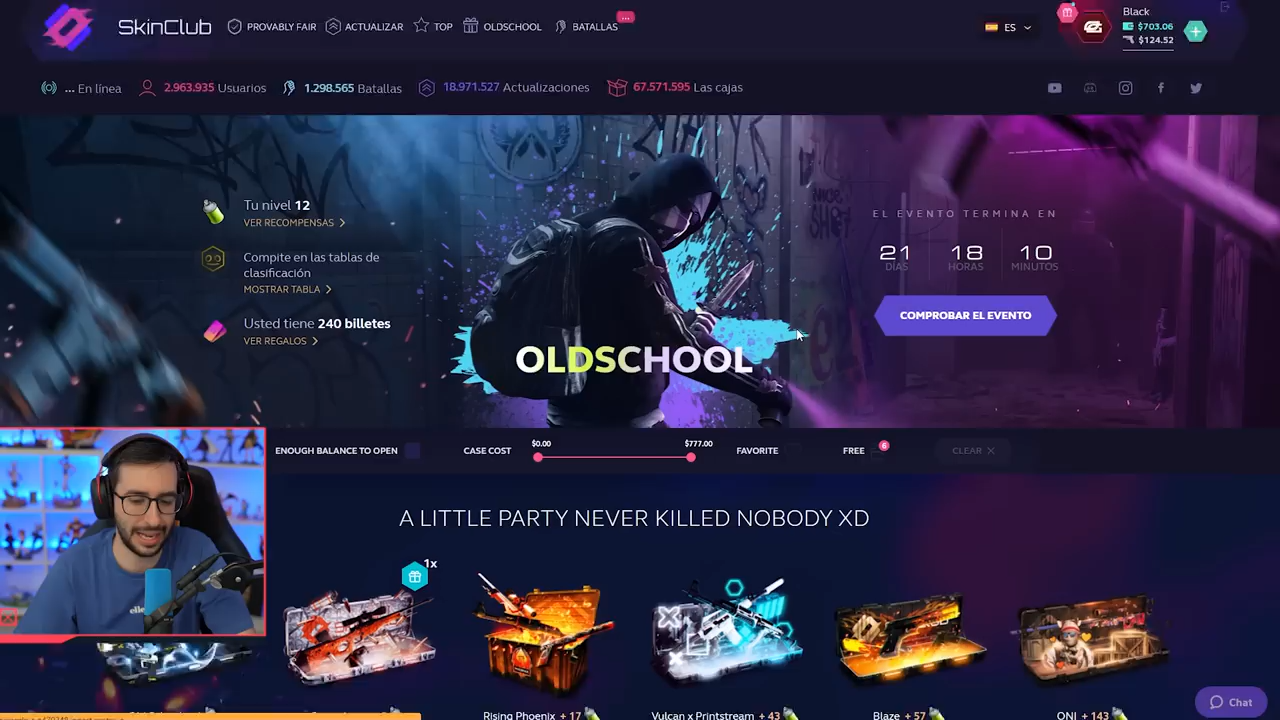 SKINCLUB
PROVABLY FAIR
ACTUALIZAR
TOP
OLDSCHOOL
BATALLAS
...
ES
Black
$703.06
$124.52
... En línea
2.963.935 Usuarios
1.298.565 Batallas
18.971.527 Actualizaciones
67.571.595 Las cajas
Tu nivel 12
VER RECOMPENSAS >
Compite en las tablas de
clasificación
MOSTRAR TABLA >
Usted tiene 240 billetes
VER REGALOS >
OLDSCHOOL
EL EVENTO TERMINA EN
21 18 10
DÍAS HORAS MINUTOS
COMPROBAR EL EVENTO
ENOUGH BALANCE TO OPEN
CASE COST
$0.00
$777.00
FAVORITE
FREE
6
CLEAR X
A LITTLE PARTY NEVER KILLED NOBODY XD
1x
elle
Rising Phoenix + 17
Vulcan x Printstream + 43
Blaze + 57
ONI + 143
Chat